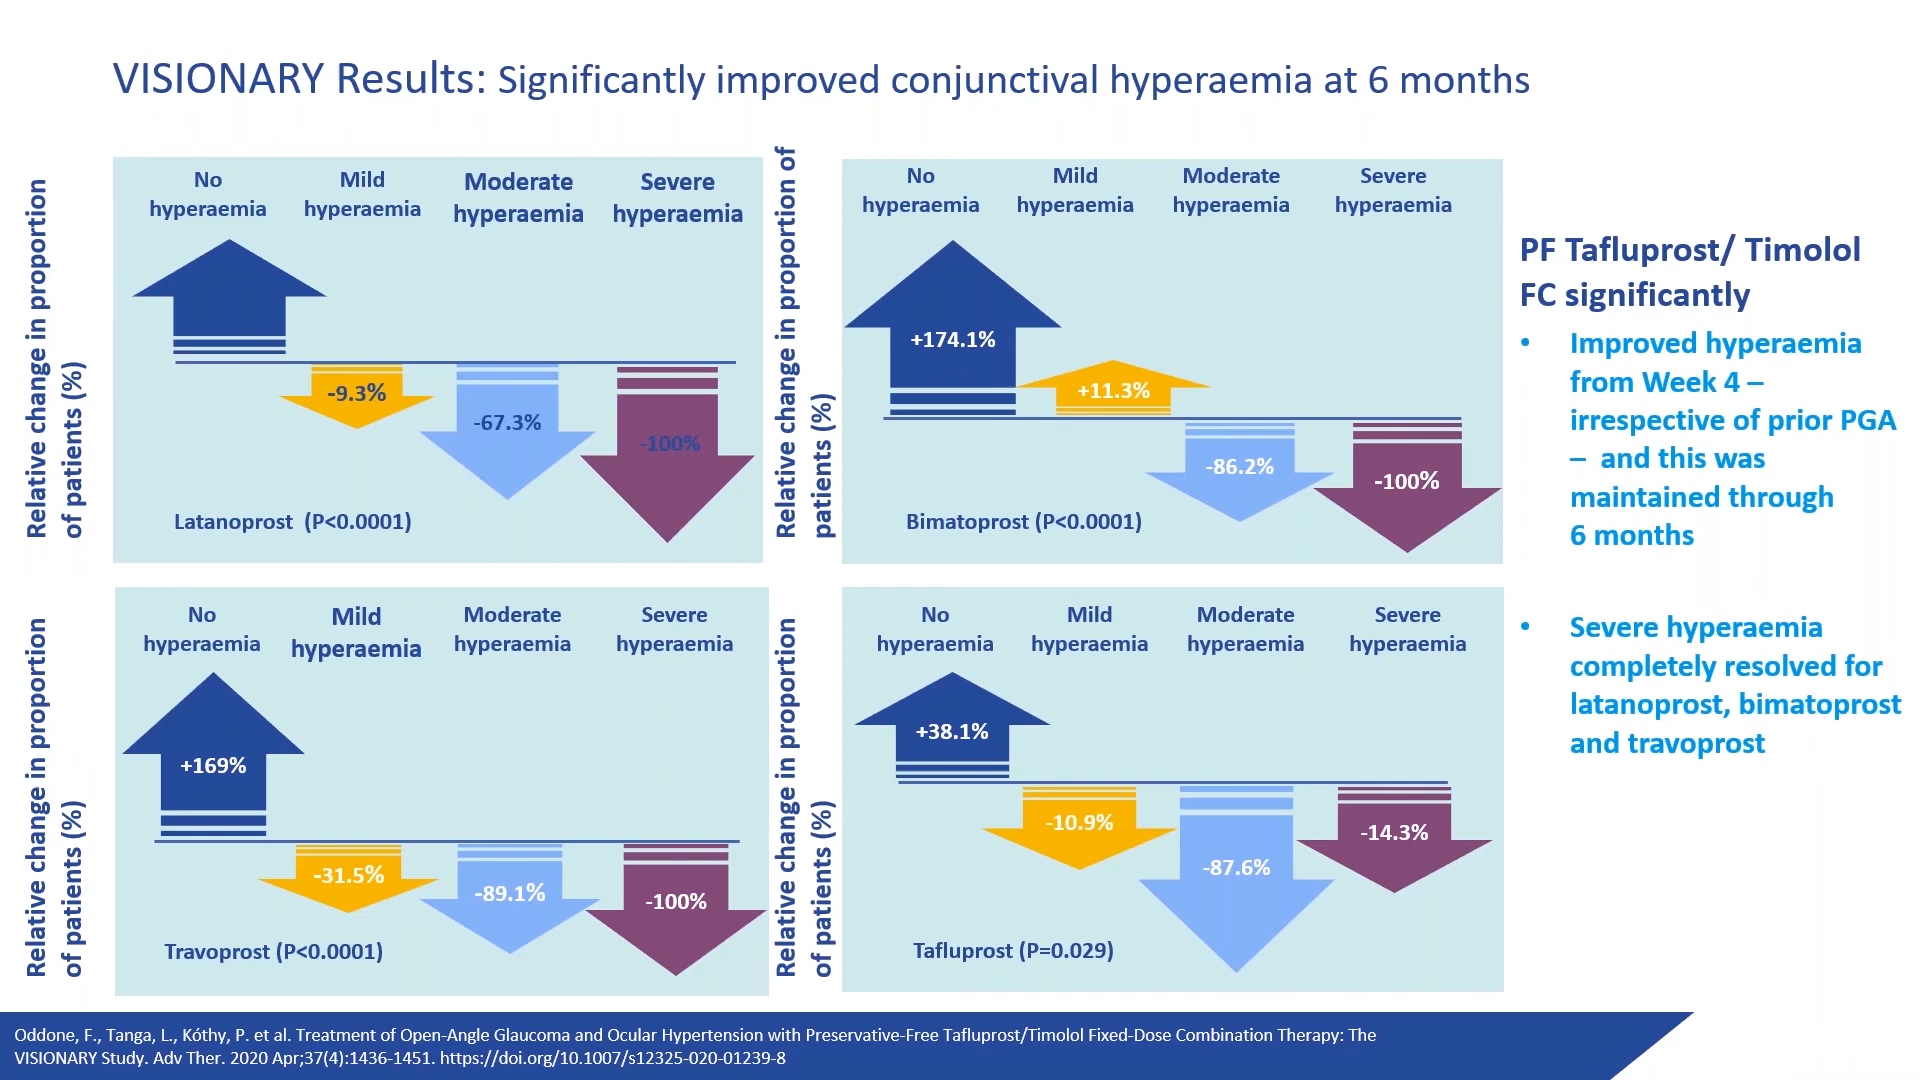 VISIONARY Results: Significantly improved conjunctival hyperaemia at 6 months
Relative change in proportion
of patients (%)
No
hyperaemia
Mild
hyperaemia
Moderate
hyperaemia
Severe
hyperaemia
-9.3%
-67.3%
-100%
Latanoprost (P<0.0001)
Relative change in proportion of
patients (%)
No
hyperaemia
Mild
hyperaemia
Moderate
hyperaemia
Severe
hyperaemia
+174.1%
+11.3%
-86.2%
-100%
Bimatoprost (P<0.0001)
Relative change in proportion
of patients (%)
No
hyperaemia
Mild
hyperaemia
Moderate
hyperaemia
Severe
hyperaemia
+169%
-31.5%
-89.1%
-100%
Travoprost (P<0.0001)
Relative change in proportion
of patients (%)
No
hyperaemia
Mild
hyperaemia
Moderate
hyperaemia
Severe
hyperaemia
+38.1%
-10.9%
-87.6%
-14.3%
Tafluprost (P=0.029)
PF Tafluprost/ Timolol
FC significantly
• Improved hyperaemia
from Week 4 –
irrespective of prior PGA
– and this was
maintained through
6 months
• Severe hyperaemia
completely resolved for
latanoprost, bimatoprost
and travoprost
Oddone, F., Tanga, L., Kóthy, P. et al. Treatment of Open-Angle Glaucoma and Ocular Hypertension with Preservative-Free Tafluprost/Timolol Fixed-Dose Combination Therapy: The
VISIONARY Study. Adv Ther. 2020 Apr;37(4):1436-1451. https://doi.org/10.1007/s12325-020-01239-8